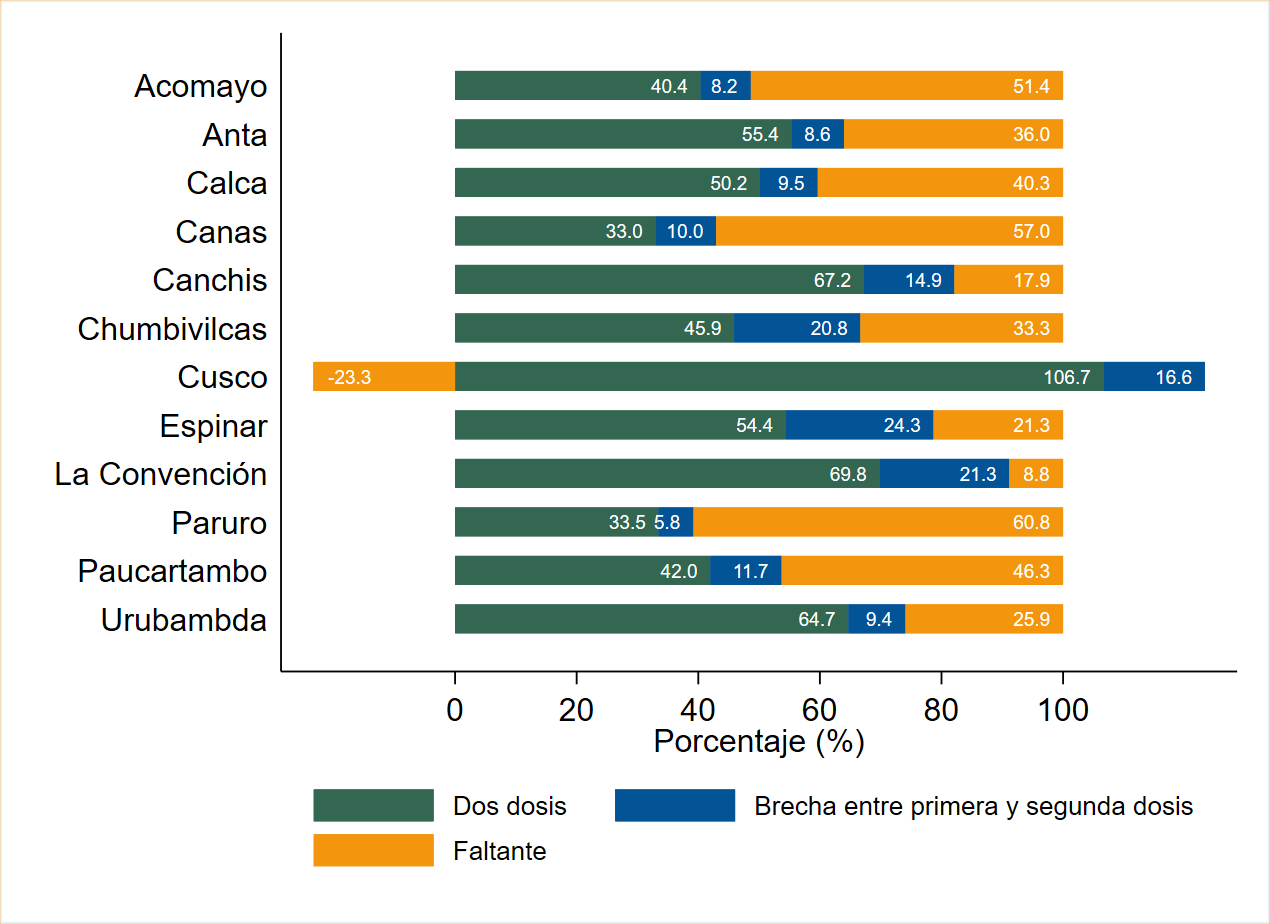 Acomayo 40.4 8.2 51.4
Anta 55.4 8.6 36.0
Calca 50.2 9.5 40.3
Canas 33.0 10.0 57.0
Canchis 67.2 14.9 17.9
Chumbivilcas 45.9 20.8 33.3
Cusco -23.3 106.7 16.6
Espinar 54.4 24.3 21.3
La Convención 69.8 21.3 8.8
Paruro 33.5 5.8 60.8
Paucartambo 42.0 11.7 46.3
Urubambda 64.7 9.4 25.9
0 20 40 60 80 100
Porcentaje (%)
Dos dosis Brecha entre primera y segunda dosis
Faltante